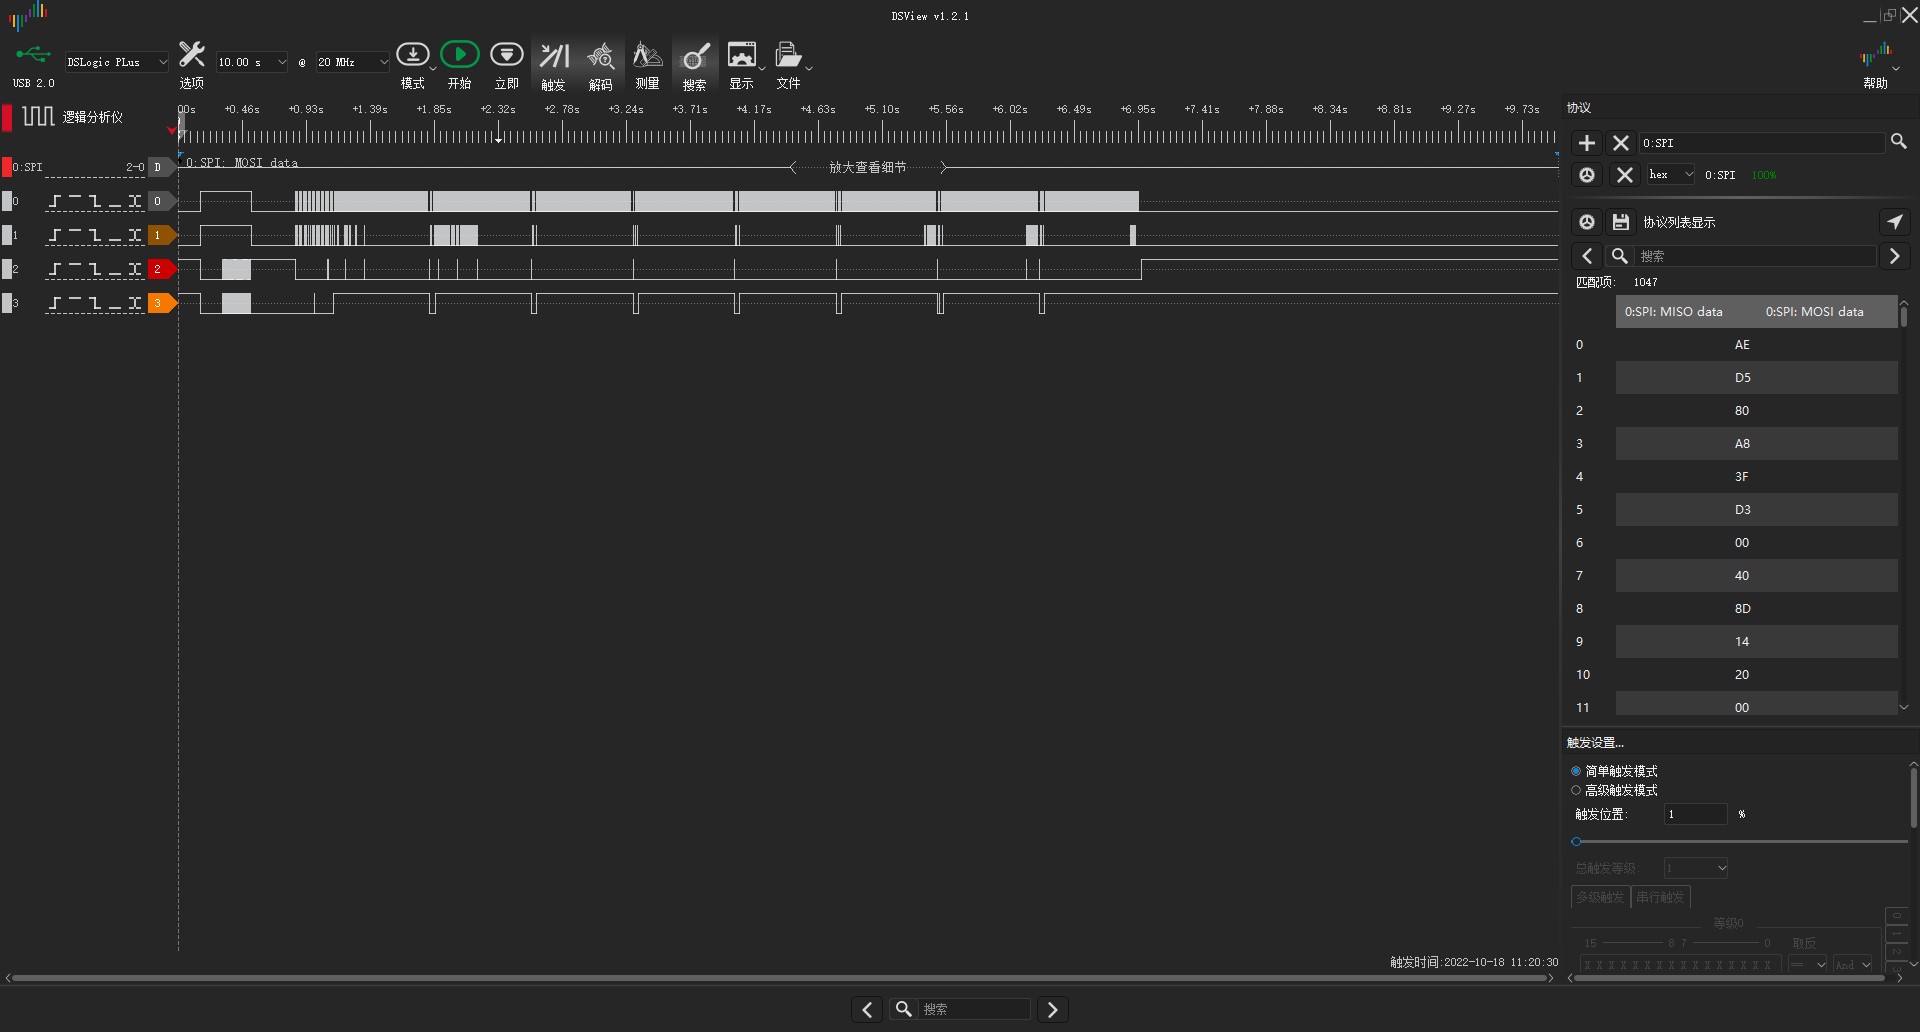 DSView v1.2.1
USB 2.0
DSLogic PLus
选项
10.00 s
@
20 MHz
模式
开始
立即
触发
解码
测量
搜索
显示
文件
帮助
逻辑分析仪
00s +0.46s +0.93s +1.39s +1.85s +2.32s +2.78s +3.24s +3.71s +4.17s +4.63s +5.10s +5.56s +6.02s +6.49s +6.95s +7.41s +7.88s +8.34s +8.81s +9.27s +9.73s
0:SPI 2-0 D
0:SPI: MOSI data
放大查看细节
0 0
1 1
2 2
3 3
触发时间:2022-10-18 11:20:30
搜索
协议
0:SPI
hex 0:SPI 100%
协议列表显示
搜索
匹配项: 1047
0:SPI: MISO data 0:SPI: MOSI data
0 AE
1 D5
2 80
3 A8
4 3F
5 D3
6 00
7 40
8 8D
9 14
10 20
11 00
触发设置...
简单触发模式
高级触发模式
触发位置: 1 %
总触发等级: 1
多级触发 串行触发
等级0
15 8 7 0 取反
X X X X X X X X X X X X X X X X == And
0
1
2
3